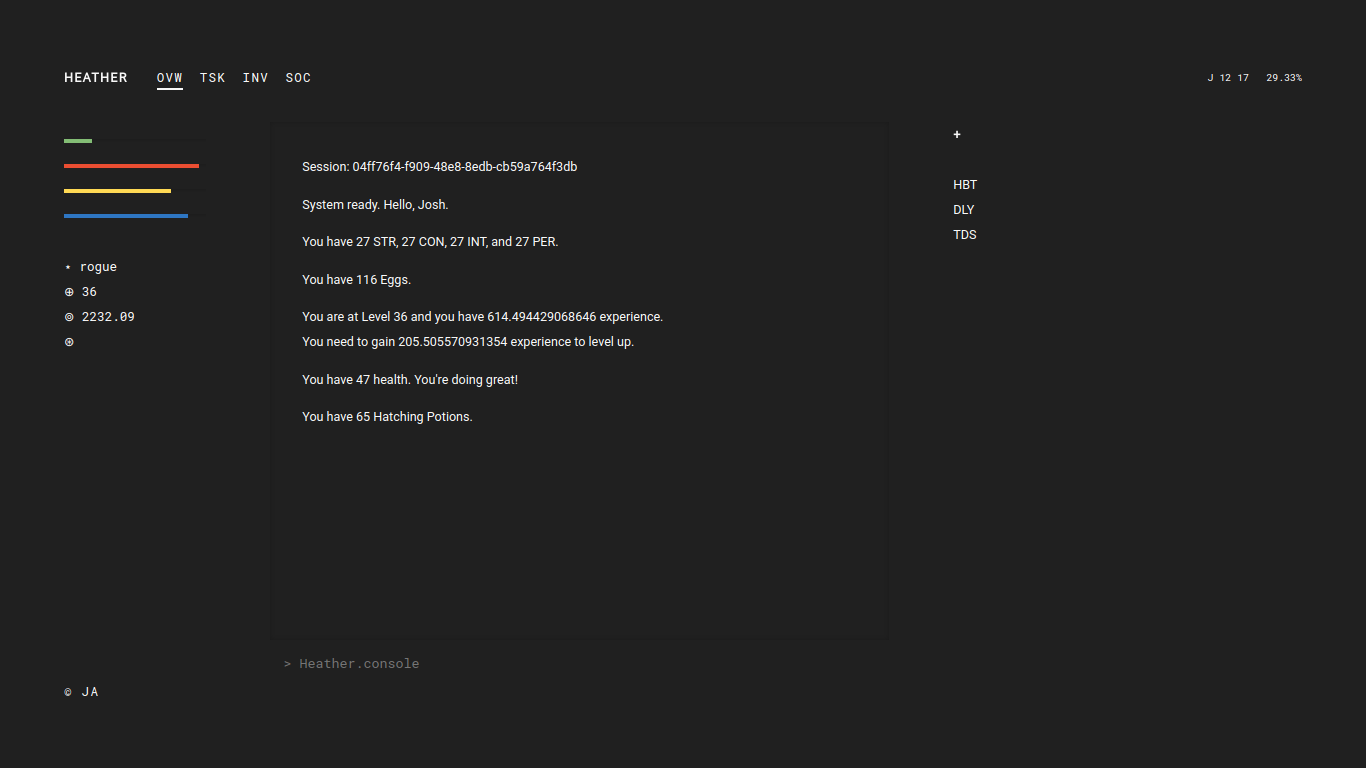 HEATHER OVW TSK INV SOC J 12 17 29.33%
+
Session: 04ff76f4-f909-48e8-8edb-cb59a764f3db
HBT
System ready. Hello, Josh.
DLY
TDS
You have 27 STR, 27 CON, 27 INT, and 27 PER.
⋆ rogue
You have 116 Eggs.
⊕ 36
⊚ 2232.09
You are at Level 36 and you have 614.494429068646 experience.
⊛
You need to gain 205.505570931354 experience to level up.
You have 47 health. You're doing great!
You have 65 Hatching Potions.
> Heather.console
© JA